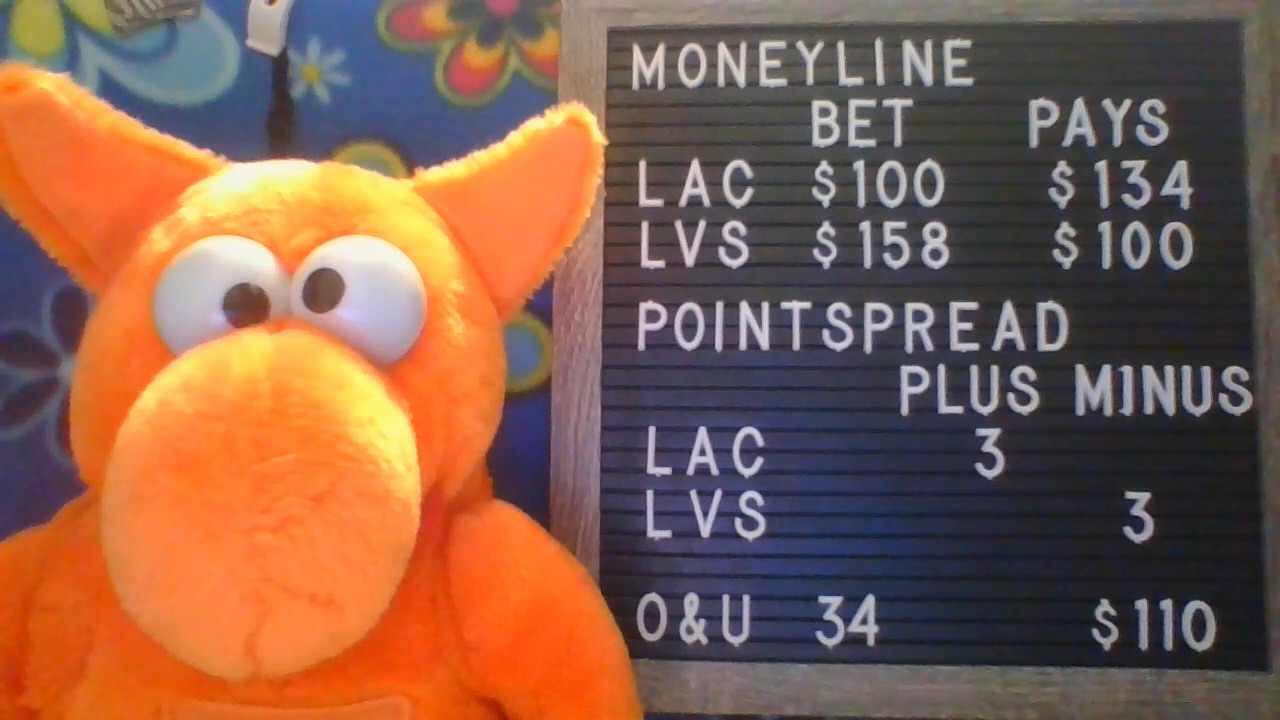 MONEYLINE
BET PAYS
LAC $100 $134
LVS $158 $100
POINTSPREAD
PLUS MINUS
LAC 3
LVS 3
O&U 34 $110